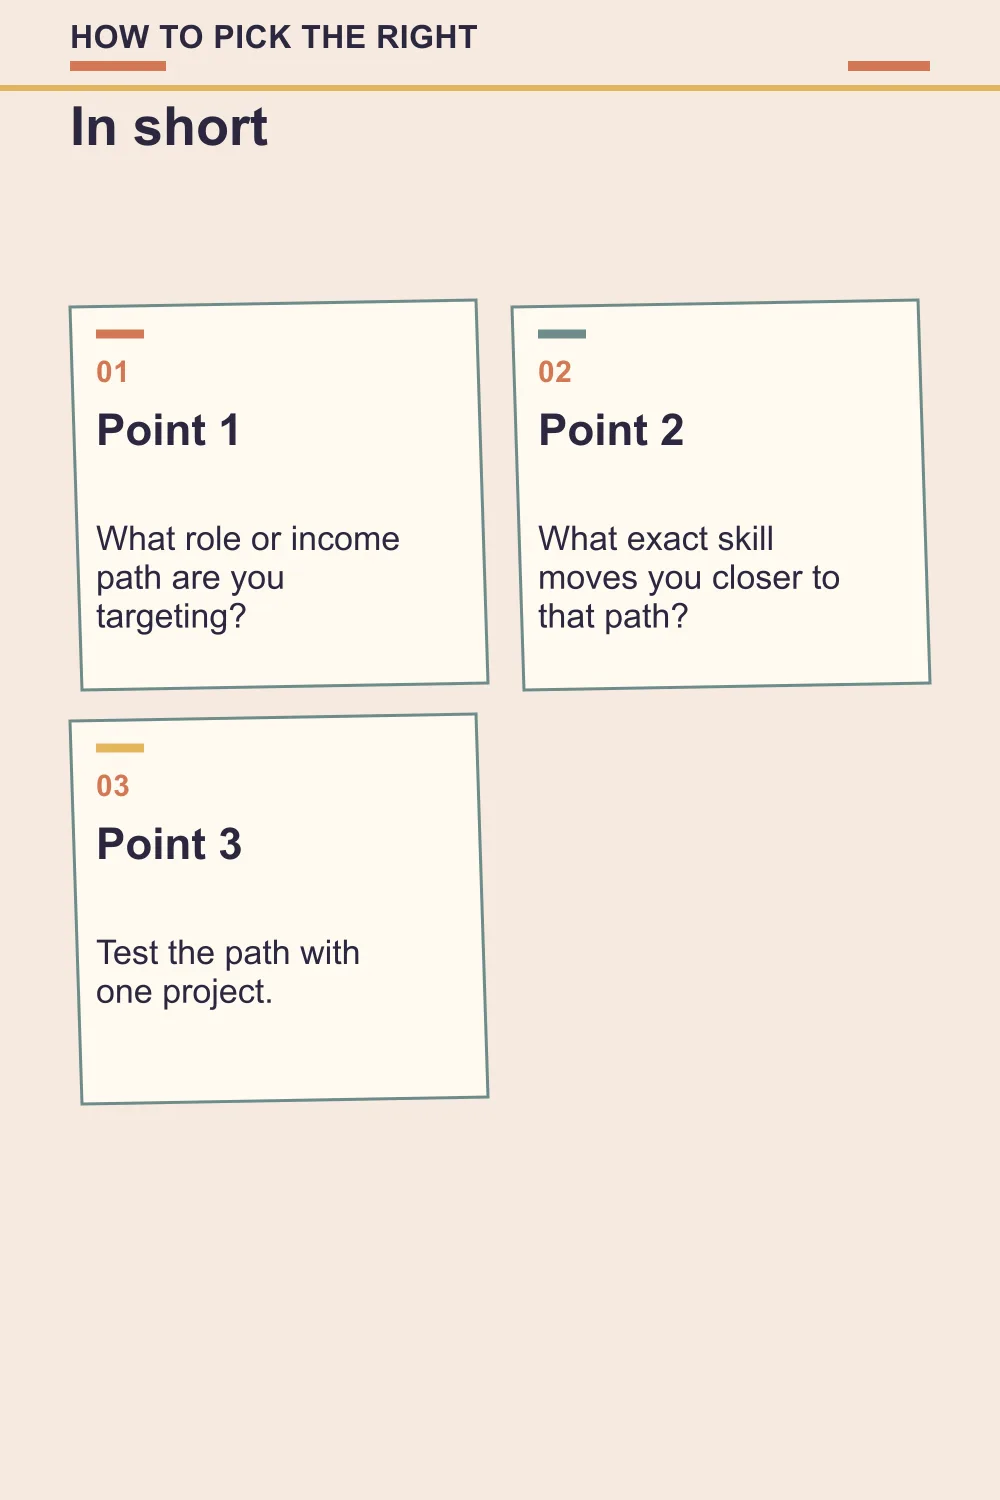 HOW TO PICK THE RIGHT
In short
01
Point 1
What role or income
path are you
targeting?
02
Point 2
What exact skill
moves you closer to
that path?
03
Point 3
Test the path with
one project.